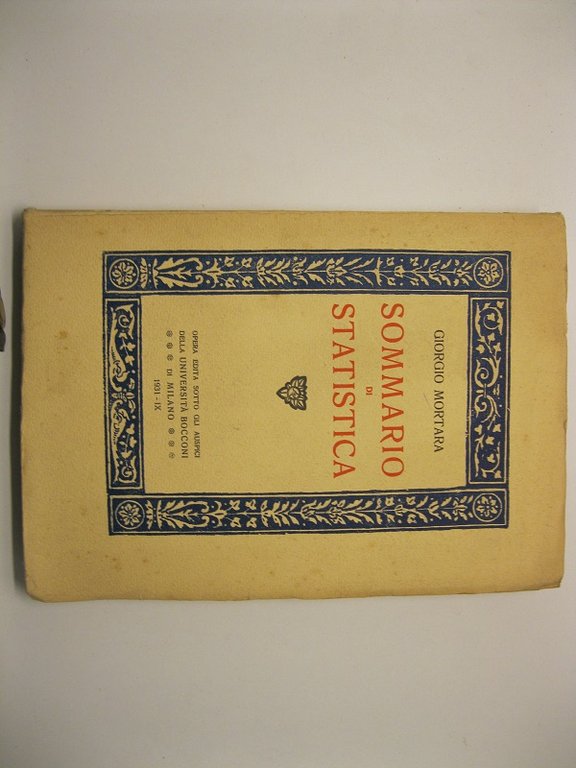 GIORGIO MORTARA
SOMMARIO
DI
STATISTICA
OPERA EDITA SOTTO GLI AUSPICI
DELLA UNIVERSITÀ BOCCONI
DI MILANO
1931 - IX